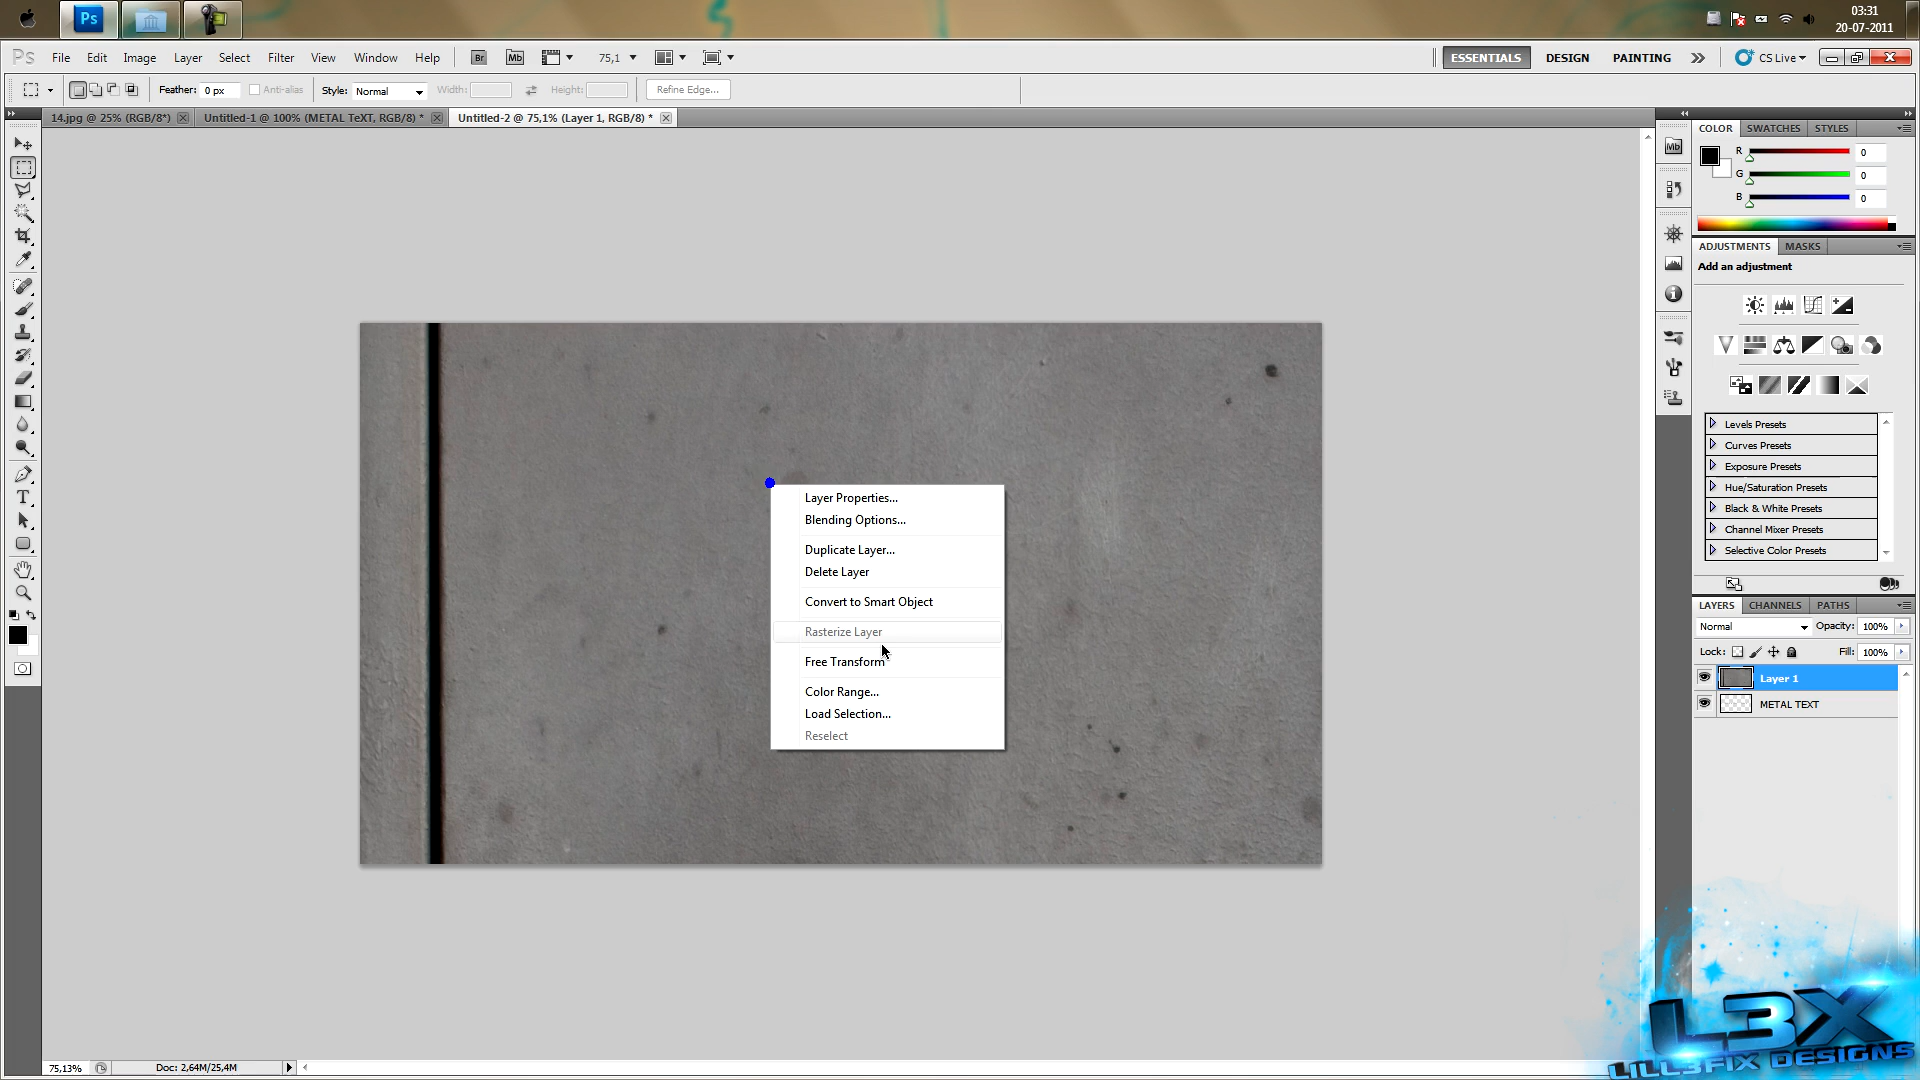 Ps
03:31
20-07-2011
Ps File Edit Image Layer Select Filter View Window Help Br Mb 75,1 ESSENTIALS DESIGN PAINTING CS Live
Feather: 0 px Anti-alias Style: Normal Width: Height: Refine Edge...
14.jpg @ 25% (RGB/8*) Untitled-1 @ 100% (METAL TeXT, RGB/8) * Untitled-2 @ 75,1% (Layer 1, RGB/8) *
COLOR SWATCHES STYLES
Mb
R 0
G 0
B 0
ADJUSTMENTS MASKS
Add an adjustment
Levels Presets
Curves Presets
Exposure Presets
Hue/Saturation Presets
Black & White Presets
Channel Mixer Presets
Selective Color Presets
Layer Properties...
Blending Options...
Duplicate Layer...
Delete Layer
Convert to Smart Object
Rasterize Layer
Free Transform
Color Range...
Load Selection...
Reselect
LAYERS CHANNELS PATHS
Normal Opacity: 100%
Lock: Fill: 100%
Layer 1
METAL TEXT
T
L3X
LILL3FIX DESIGNS
75,13% Doc: 2,64M/25,4M